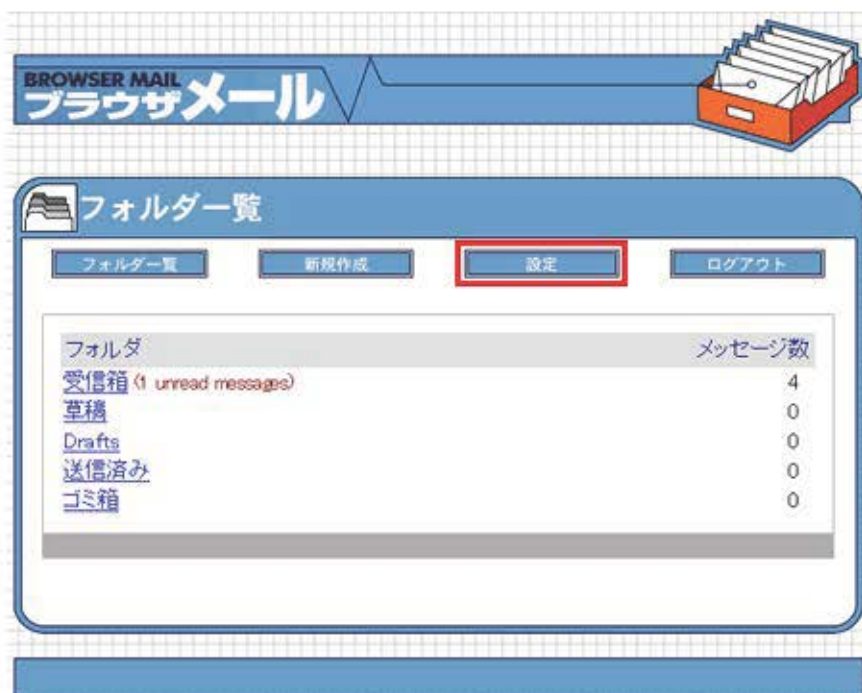 BROWSER MAIL
ブラウザメール
フォルダ一覧
フォルダ一覧 新規作成 設定 ログアウト
フォルダ メッセージ数
受信箱 (1 unread messages) 4
草稿 0
Drafts 0
送信済み 0
ゴミ箱 0